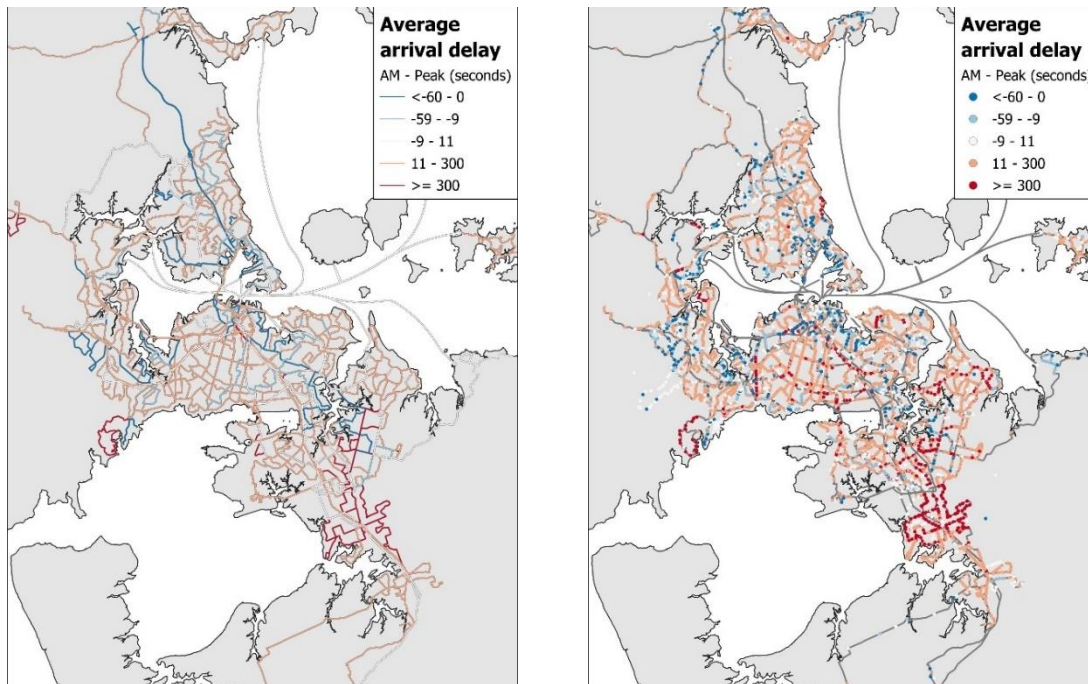 Average
arrival delay
AM - Peak (seconds)
<-60 - 0
-59 - -9
-9 - 11
11 - 300
>= 300
Average
arrival delay
AM - Peak (seconds)
<-60 - 0
-59 - -9
-9 - 11
11 - 300
>= 300